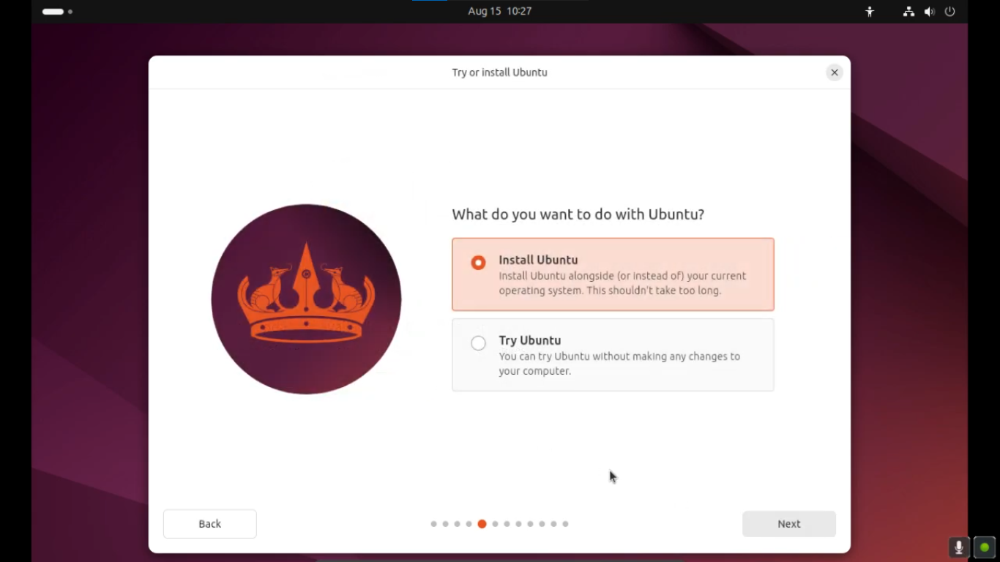 Aug 15 10:27
Try or install Ubuntu
What do you want to do with Ubuntu?
Install Ubuntu
Install Ubuntu alongside (or instead of) your current
operating system. This shouldn't take too long.
Try Ubuntu
You can try Ubuntu without making any changes to
your computer.
Back
Next